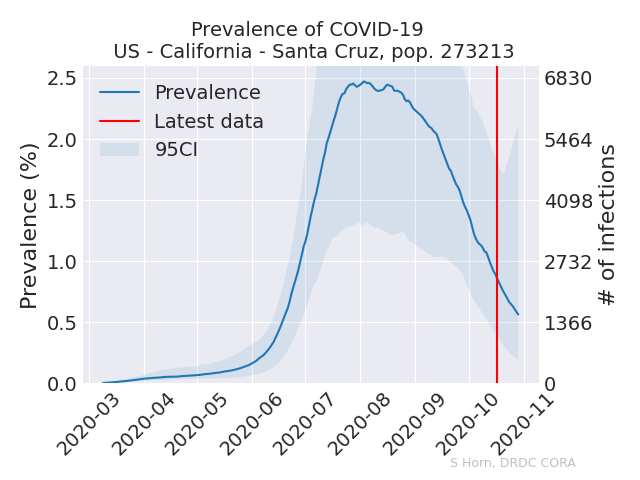 Prevalence of COVID-19
US - California - Santa Cruz, pop. 273213
Prevalence (%)
2.5
2.0
1.5
1.0
0.5
0.0
Prevalence
Latest data
95CI
6830
5464
4098
2732
1366
0
# of infections
2020-03
2020-04
2020-05
2020-06
2020-07
2020-08
2020-09
2020-10
2020-11
S Horn, DRDC CORA